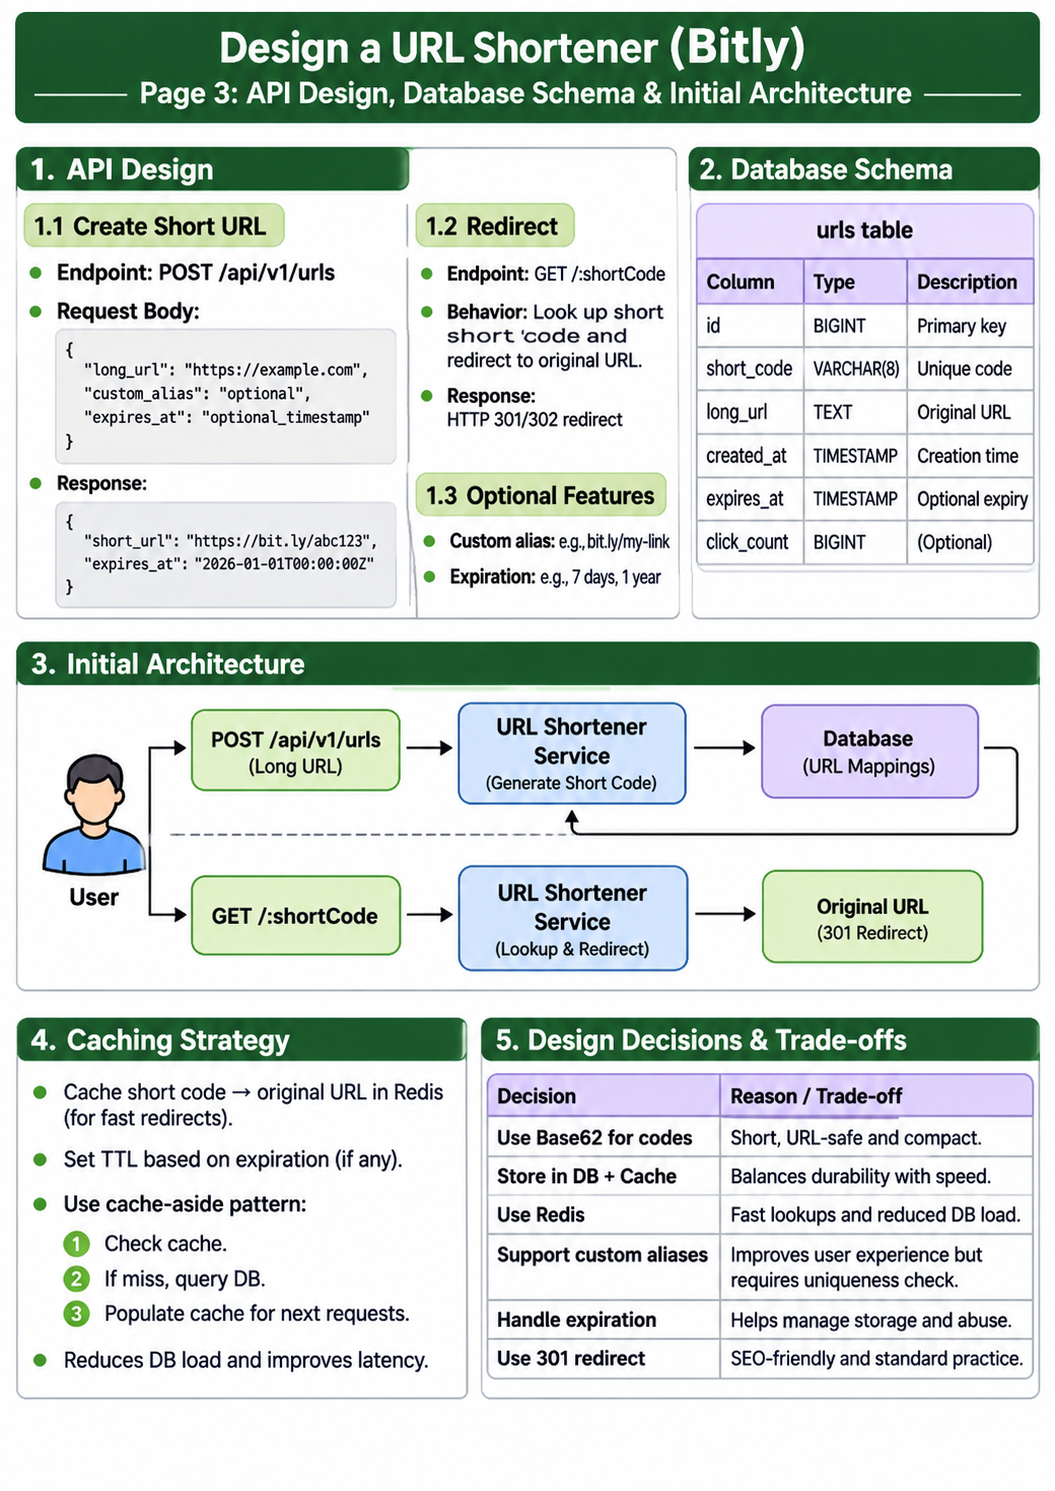 Design a URL Shortener (Bitly)
Page 3: API Design, Database Schema & Initial Architecture
1. API Design
1.1 Create Short URL
Endpoint: POST /api/v1/urls
Request Body:
{
"long_url": "https://example.com",
"custom_alias": "optional",
"expires_at": "optional_timestamp"
}
Response:
{
"short_url": "https://bit.ly/abc123",
"expires_at": "2026-01-01T00:00:00Z"
}
1.2 Redirect
Endpoint: GET /:shortCode
Behavior: Look up short
short 'code and
redirect to original URL.
Response:
HTTP 301/302 redirect
1.3 Optional Features
Custom alias: e.g., bit.ly/my-link
Expiration: e.g., 7 days, 1 year
2. Database Schema
urls table
Column Type Description
id BIGINT Primary key
short_code VARCHAR(8) Unique code
long_url TEXT Original URL
created_at TIMESTAMP Creation time
expires_at TIMESTAMP Optional expiry
click_count BIGINT (Optional)
3. Initial Architecture
User
POST /api/v1/urls
(Long URL)
URL Shortener
Service
(Generate Short Code)
Database
(URL Mappings)
GET /:shortCode
URL Shortener
Service
(Lookup & Redirect)
Original URL
(301 Redirect)
4. Caching Strategy
Cache short code → original URL in Redis
(for fast redirects).
Set TTL based on expiration (if any).
Use cache-aside pattern:
1 Check cache.
2 If miss, query DB.
3 Populate cache for next requests.
Reduces DB load and improves latency.
5. Design Decisions & Trade-offs
Decision Reason / Trade-off
Use Base62 for codes Short, URL-safe and compact.
Store in DB + Cache Balances durability with speed.
Use Redis Fast lookups and reduced DB load.
Support custom aliases Improves user experience but
requires uniqueness check.
Handle expiration Helps manage storage and abuse.
Use 301 redirect SEO-friendly and standard practice.